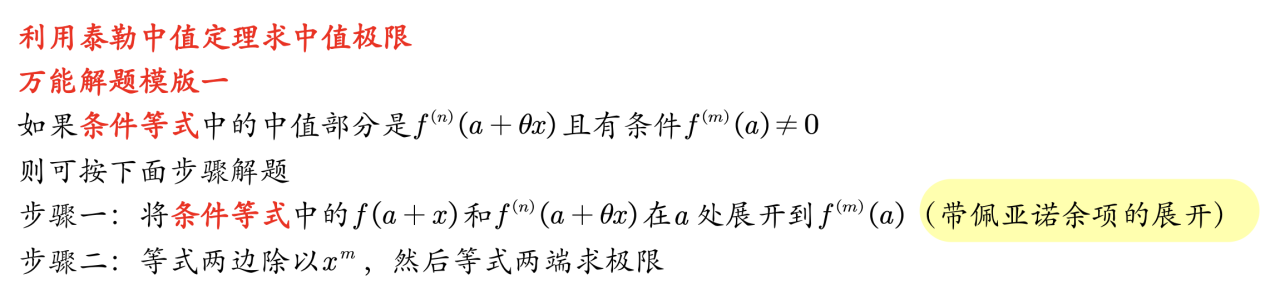 利用泰勒中值定理求中值极限
万能解题模版一
如果条件等式中的中值部分是f⁽ⁿ⁾(a + θx)且有条件f⁽ᵐ⁾(a) ≠ 0
则可按下面步骤解题
步骤一：将条件等式中的f(a + x)和f⁽ⁿ⁾(a + θx)在a处展开到f⁽ᵐ⁾(a)（带佩亚诺余项的展开）
步骤二：等式两边除以xᵐ，然后等式两端求极限